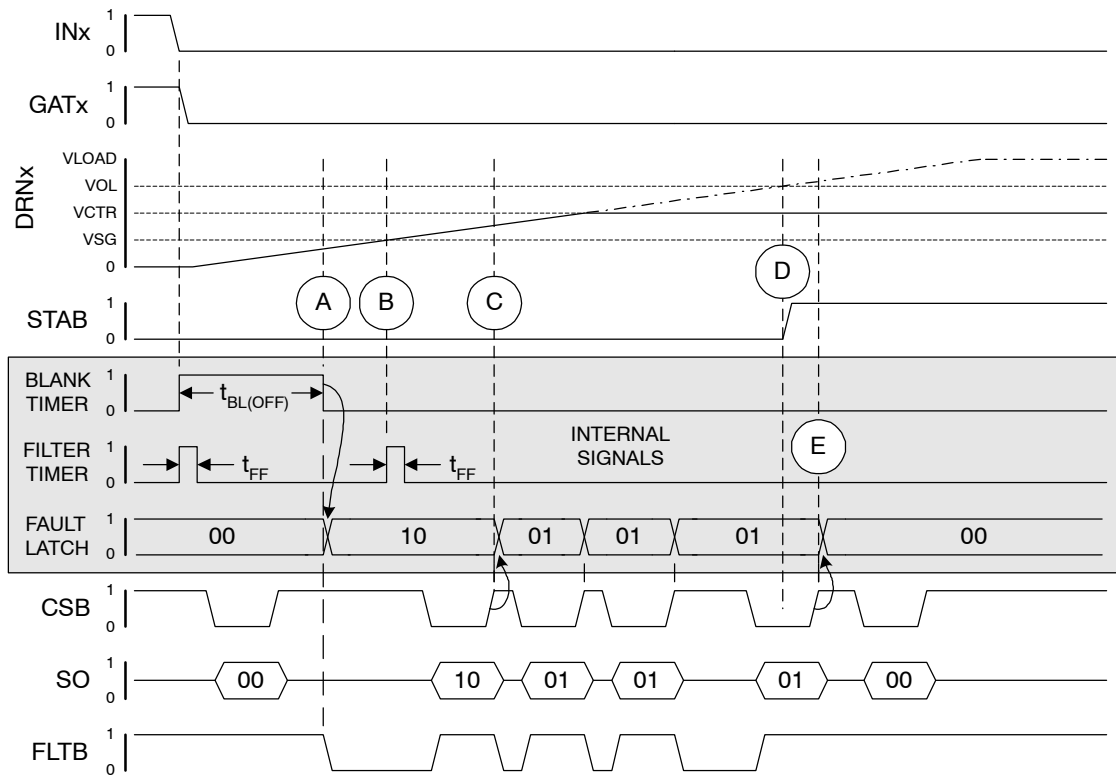 INx 1
0
GATx 1
0
DRNx
VLOAD
VOL
VCTR
VSG
0
A B C D
STAB 1
0
BLANK TIMER 1
0
tBL(OFF)
INTERNAL SIGNALS
E
FILTER TIMER 1
0
tFF tFF
FAULT LATCH 1
0
00 10 01 01 01 00
CSB 1
0
SO 1
0
00 10 01 01 01 00
FLTB 1
0